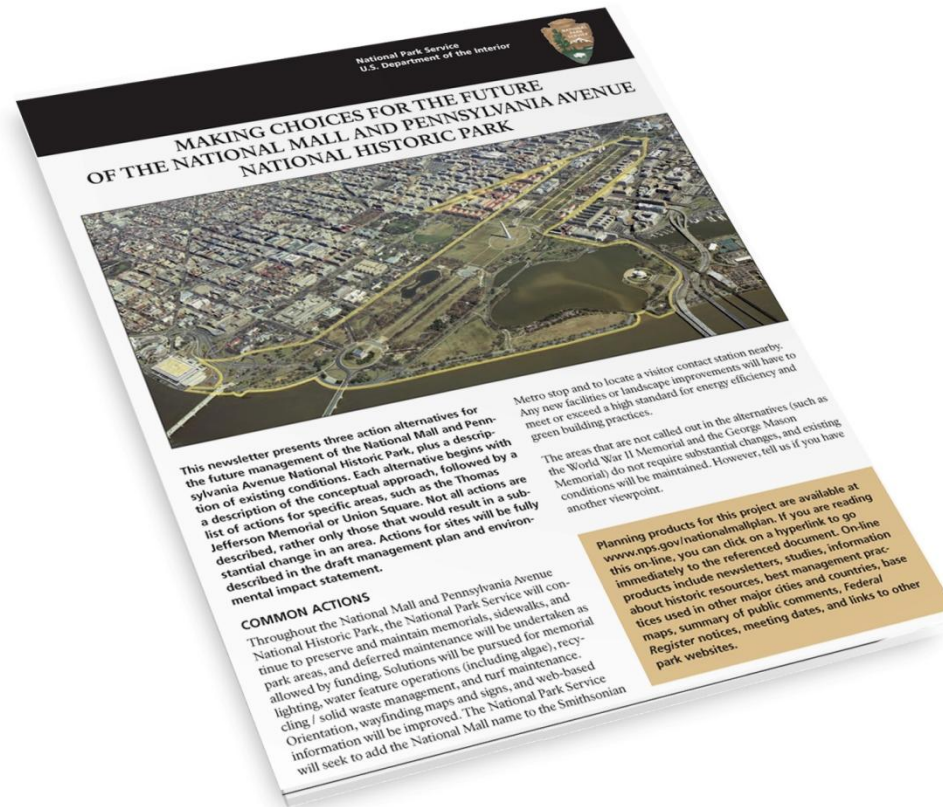 National Park Service
U.S. Department of the Interior
MAKING CHOICES FOR THE FUTURE
OF THE NATIONAL MALL AND PENNSYLVANIA AVENUE
NATIONAL HISTORIC PARK
This newsletter presents three action alternatives for
the future management of the National Mall and Penn-
sylvania Avenue National Historic Park, plus a descrip-
tion of existing conditions. Each alternative begins with
a description of the conceptual approach, followed by a
list of actions for specific areas, such as the Thomas
Jefferson Memorial or Union Square. Not all actions are
described, rather only those that would result in a sub-
stantial change in an area. Actions for sites will be fully
described in the draft management plan and environ-
mental impact statement.
COMMON ACTIONS
Throughout the National Mall and Pennsylvania Avenue
National Historic Park, the National Park Service will con-
tinue to preserve and maintain memorials, sidewalks, and
park areas, and deferred maintenance will be undertaken as
allowed by funding. Solutions will be pursued for memorial
lighting, water feature operations (including algae), recy-
cling / solid waste management, and turf maintenance.
Orientation, wayfinding maps and signs, and web-based
information will be improved. The National Park Service
will seek to add the National Mall name to the Smithsonian
Metro stop and to locate a visitor contact station nearby.
Any new facilities or landscape improvements will have to
meet or exceed a high standard for energy efficiency and
green building practices.
The areas that are not called out in the alternatives (such as
the World War II Memorial and the George Mason
Memorial) do not require substantial changes, and existing
conditions will be maintained. However, tell us if you have
another viewpoint.
Planning products for this project are available at
www.nps.gov/nationalmallplan. If you are reading
this on-line, you can click on a hyperlink to go
immediately to the referenced document. On-line
products include newsletters, studies, information
about historic resources, best management prac-
tices used in other major cities and countries, base
maps, summary of public comments, Federal
Register notices, meeting dates, and links to other
park websites.